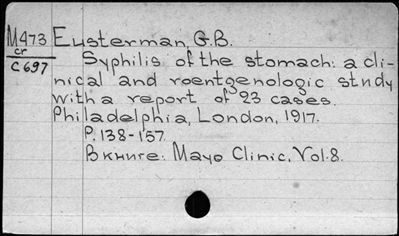 M473 Eusterman, G.B.
cr
C697
Syphilis of the stomach: a cli-
nical and roentgenologic study
with a report of 23 cases.
Philadelphia, London, 1917.
P. 138-157.
В книге: Mayo Clinic, Vol. 8.